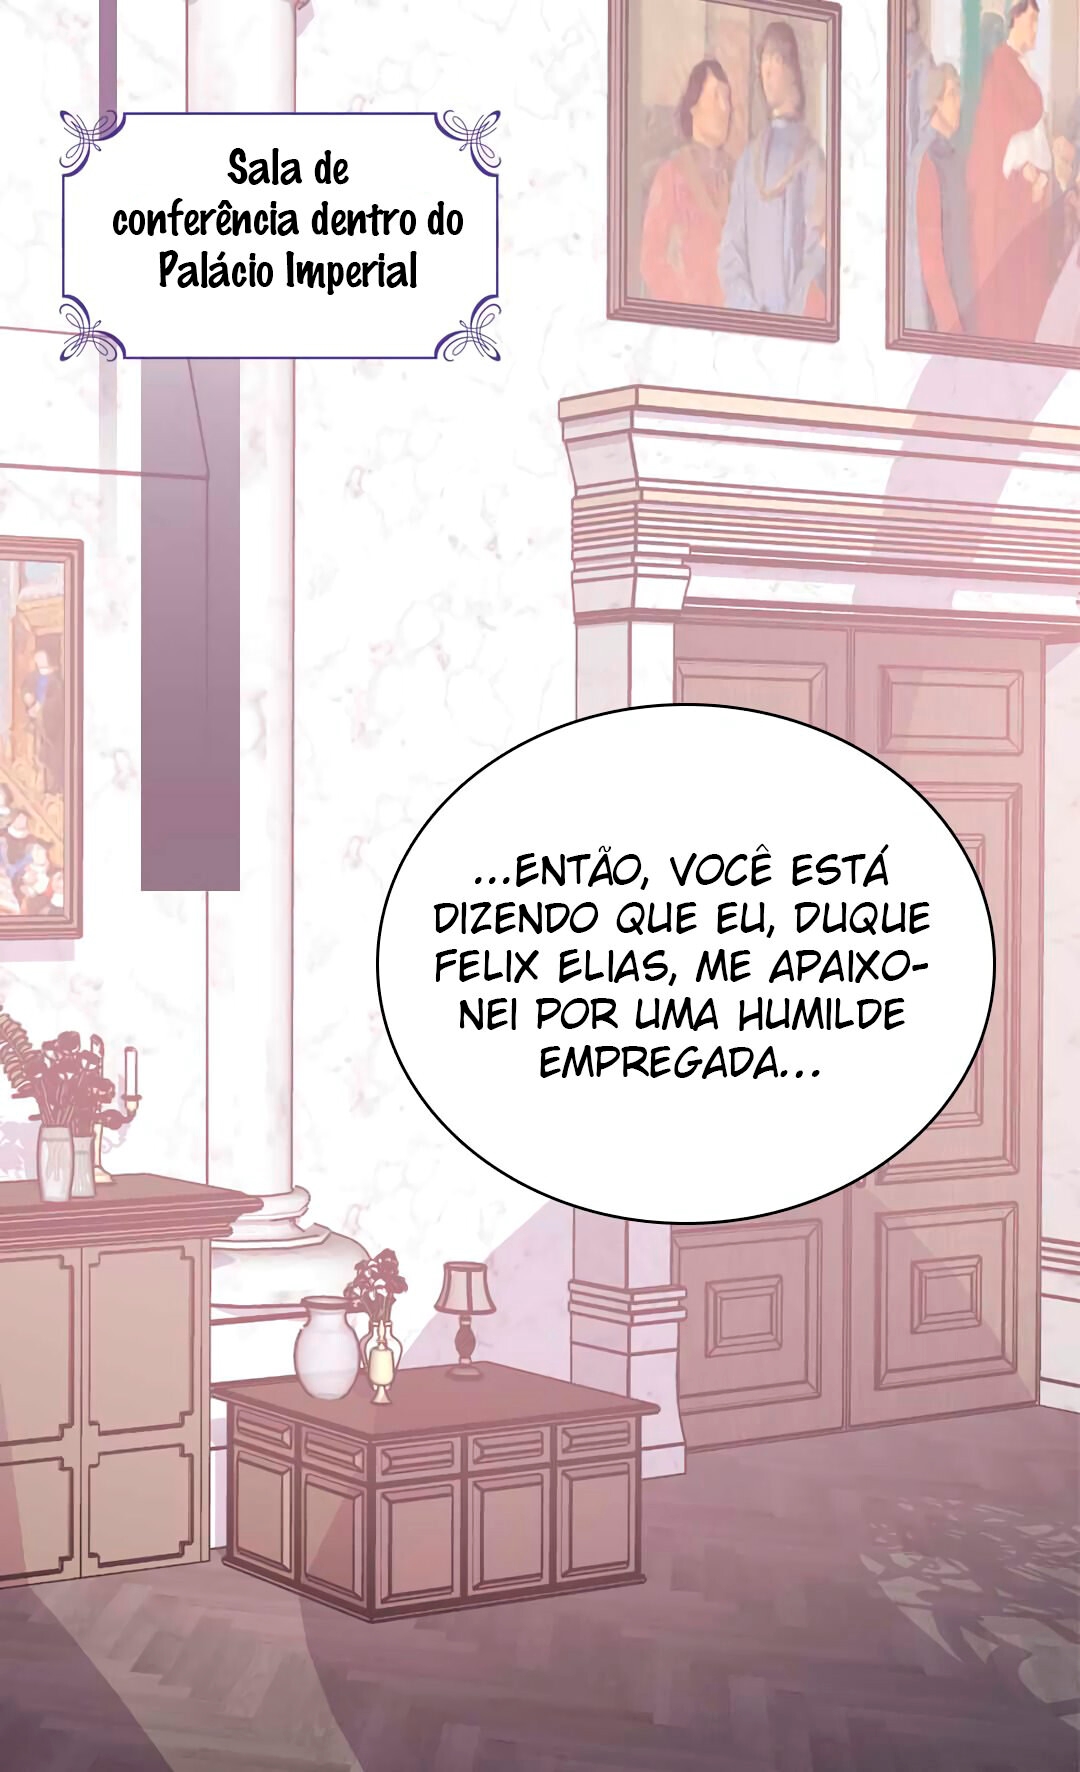 Sala de
conferência dentro do
Palácio Imperial
...ENTÃO, VOCÊ ESTÁ
DIZENDO QUE EU, DUQUE
FELIX ELIAS, ME APAIXO-
NEI POR UMA HUMILDE
EMPREGADA...